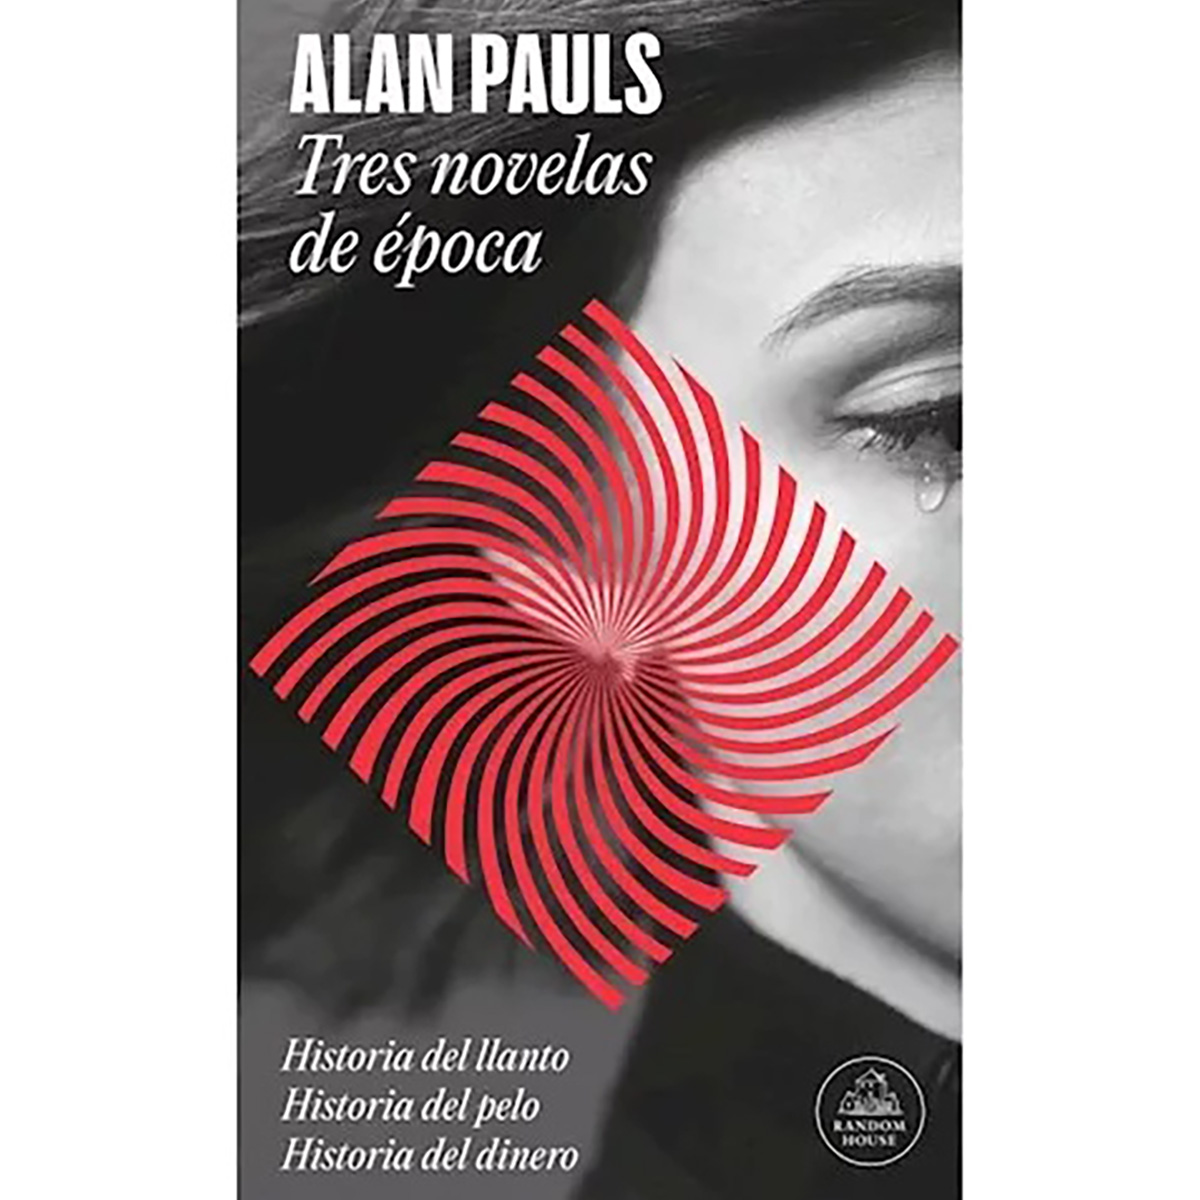 ALAN PAULS
Tres novelas
de época
Historia del llanto
Historia del pelo
Historia del dinero
RANDOM
HOUSE